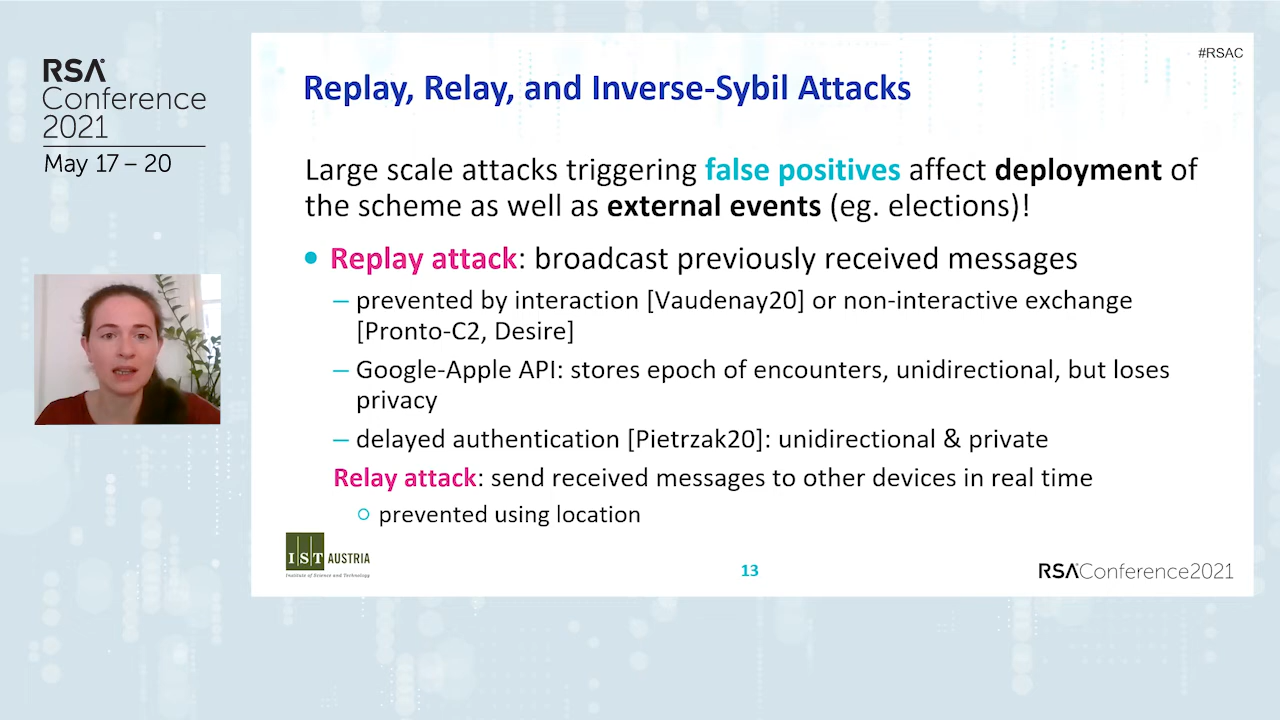 #RSAC
RSA
Conference
2021
May 17 – 20
Replay, Relay, and Inverse-Sybil Attacks
Large scale attacks triggering false positives affect deployment of
the scheme as well as external events (eg. elections)!
• Replay attack: broadcast previously received messages
– prevented by interaction [Vaudenay20] or non-interactive exchange
[Pronto-C2, Desire]
– Google-Apple API: stores epoch of encounters, unidirectional, but loses
privacy
– delayed authentication [Pietrzak20]: unidirectional & private
Relay attack: send received messages to other devices in real time
○ prevented using location
IST AUSTRIA
Institute of Science and Technology
13
RSAConference2021